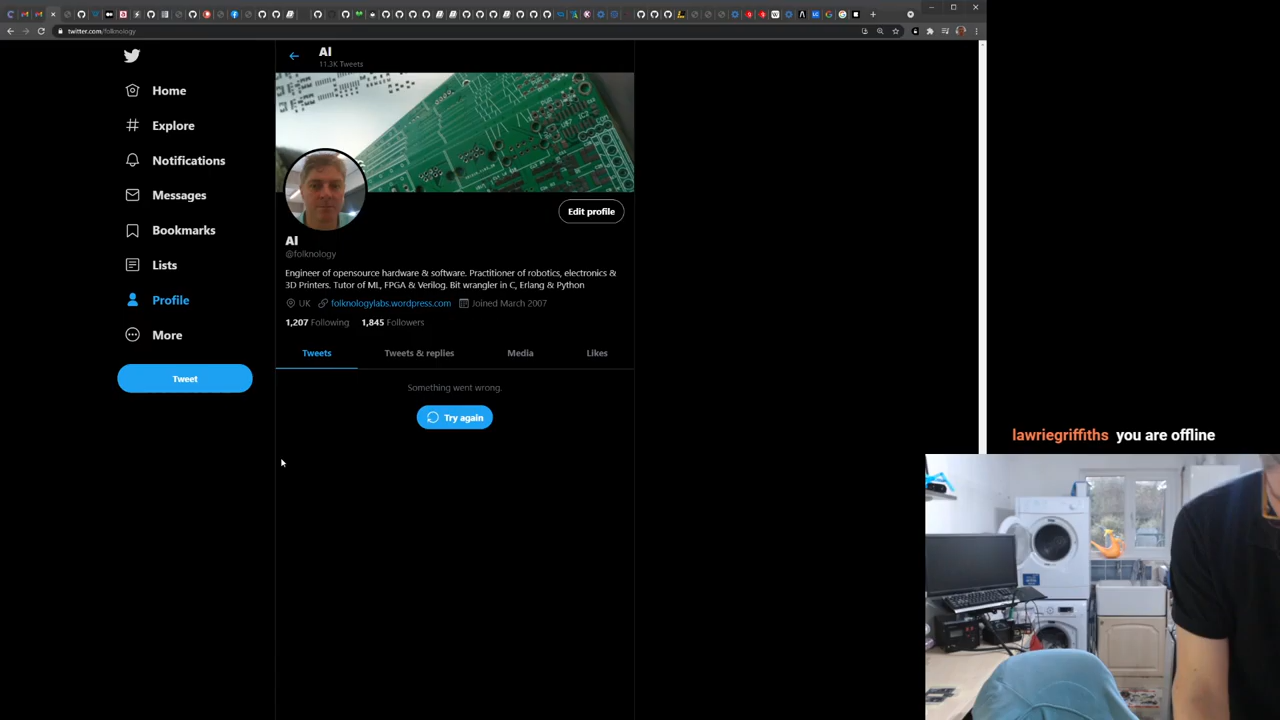 twitter.com/folknology
Al
11.3K Tweets
Home
Explore
Notifications
Messages
Bookmarks
Lists
Profile
More
Tweet
Edit profile
Al
@folknology
Engineer of opensource hardware & software. Practitioner of robotics, electronics &
3D Printers. Tutor of ML, FPGA & Verilog. Bit wrangler in C, Erlang & Python
UK folknologylabs.wordpress.com Joined March 2007
1,207 Following 1,845 Followers
Tweets Tweets & replies Media Likes
Something went wrong.
Try again
lawriegriffiths you are offline